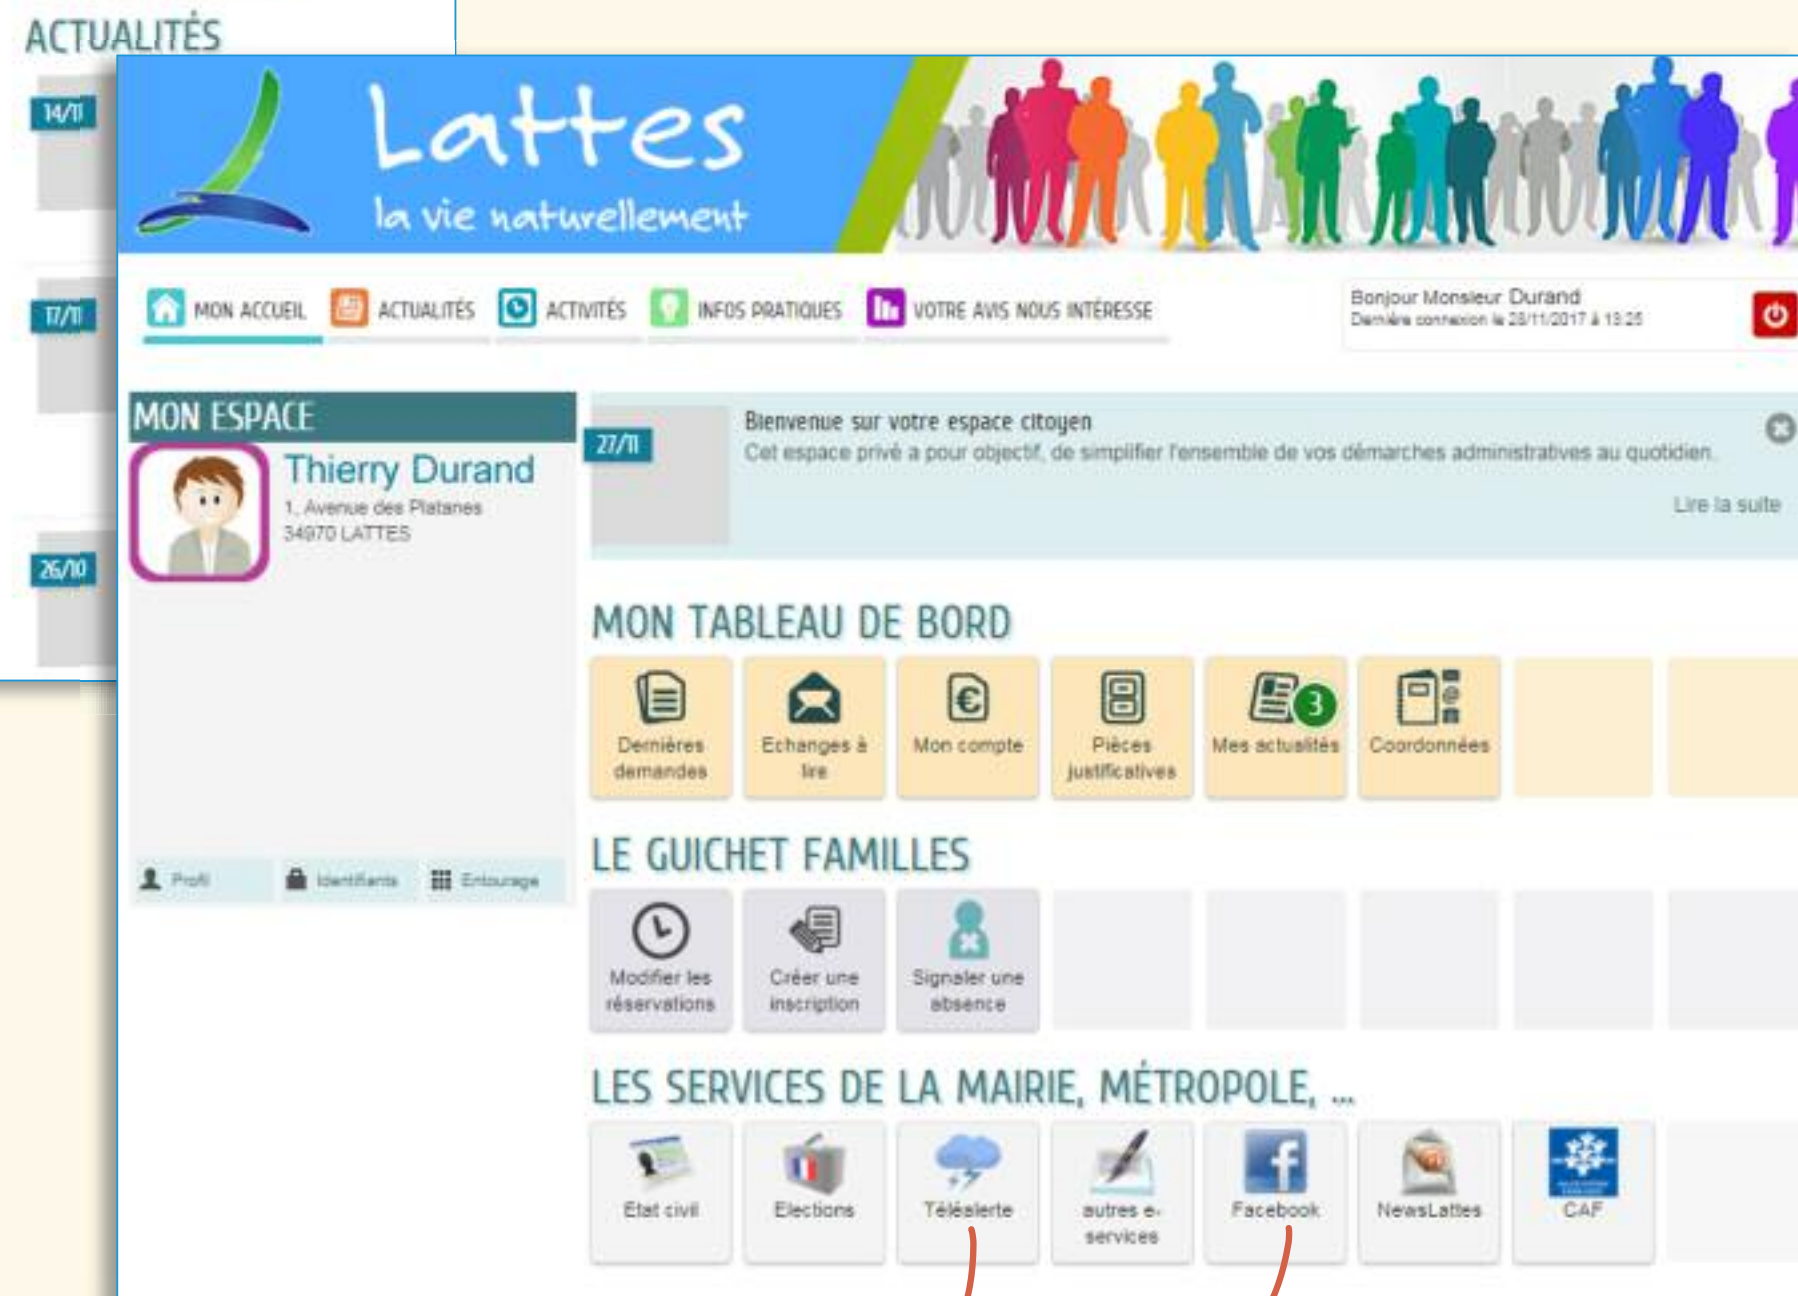 ACTUALITÉS
14/11
17/11
26/10
Lattes
la vie naturellement
MON ACCUEIL
ACTUALITÉS
ACTIVITÉS
INFOS PRATIQUES
VOTRE AVIS NOUS INTÉRESSE
Bonjour Monsieur Durand
Dernière connexion le 28/11/2017 à 13:25
MON ESPACE
Thierry Durand
1, Avenue des Platanes
34970 LATTES
Profil
Identifiants
Entourage
27/11
Bienvenue sur votre espace citoyen
Cet espace privé a pour objectif, de simplifier l'ensemble de vos démarches administratives au quotidien.
Lire la suite
MON TABLEAU DE BORD
Dernières
demandes
Echanges à
lire
Mon compte
Pièces
justificatives
3
Mes actualités
Coordonnées
LE GUICHET FAMILLES
Modifier les
réservations
Créer une
inscription
Signaler une
absence
LES SERVICES DE LA MAIRIE, MÉTROPOLE, ...
Etat civil
Elections
Téléalerte
autres e-
services
Facebook
NewsLattes
CAF